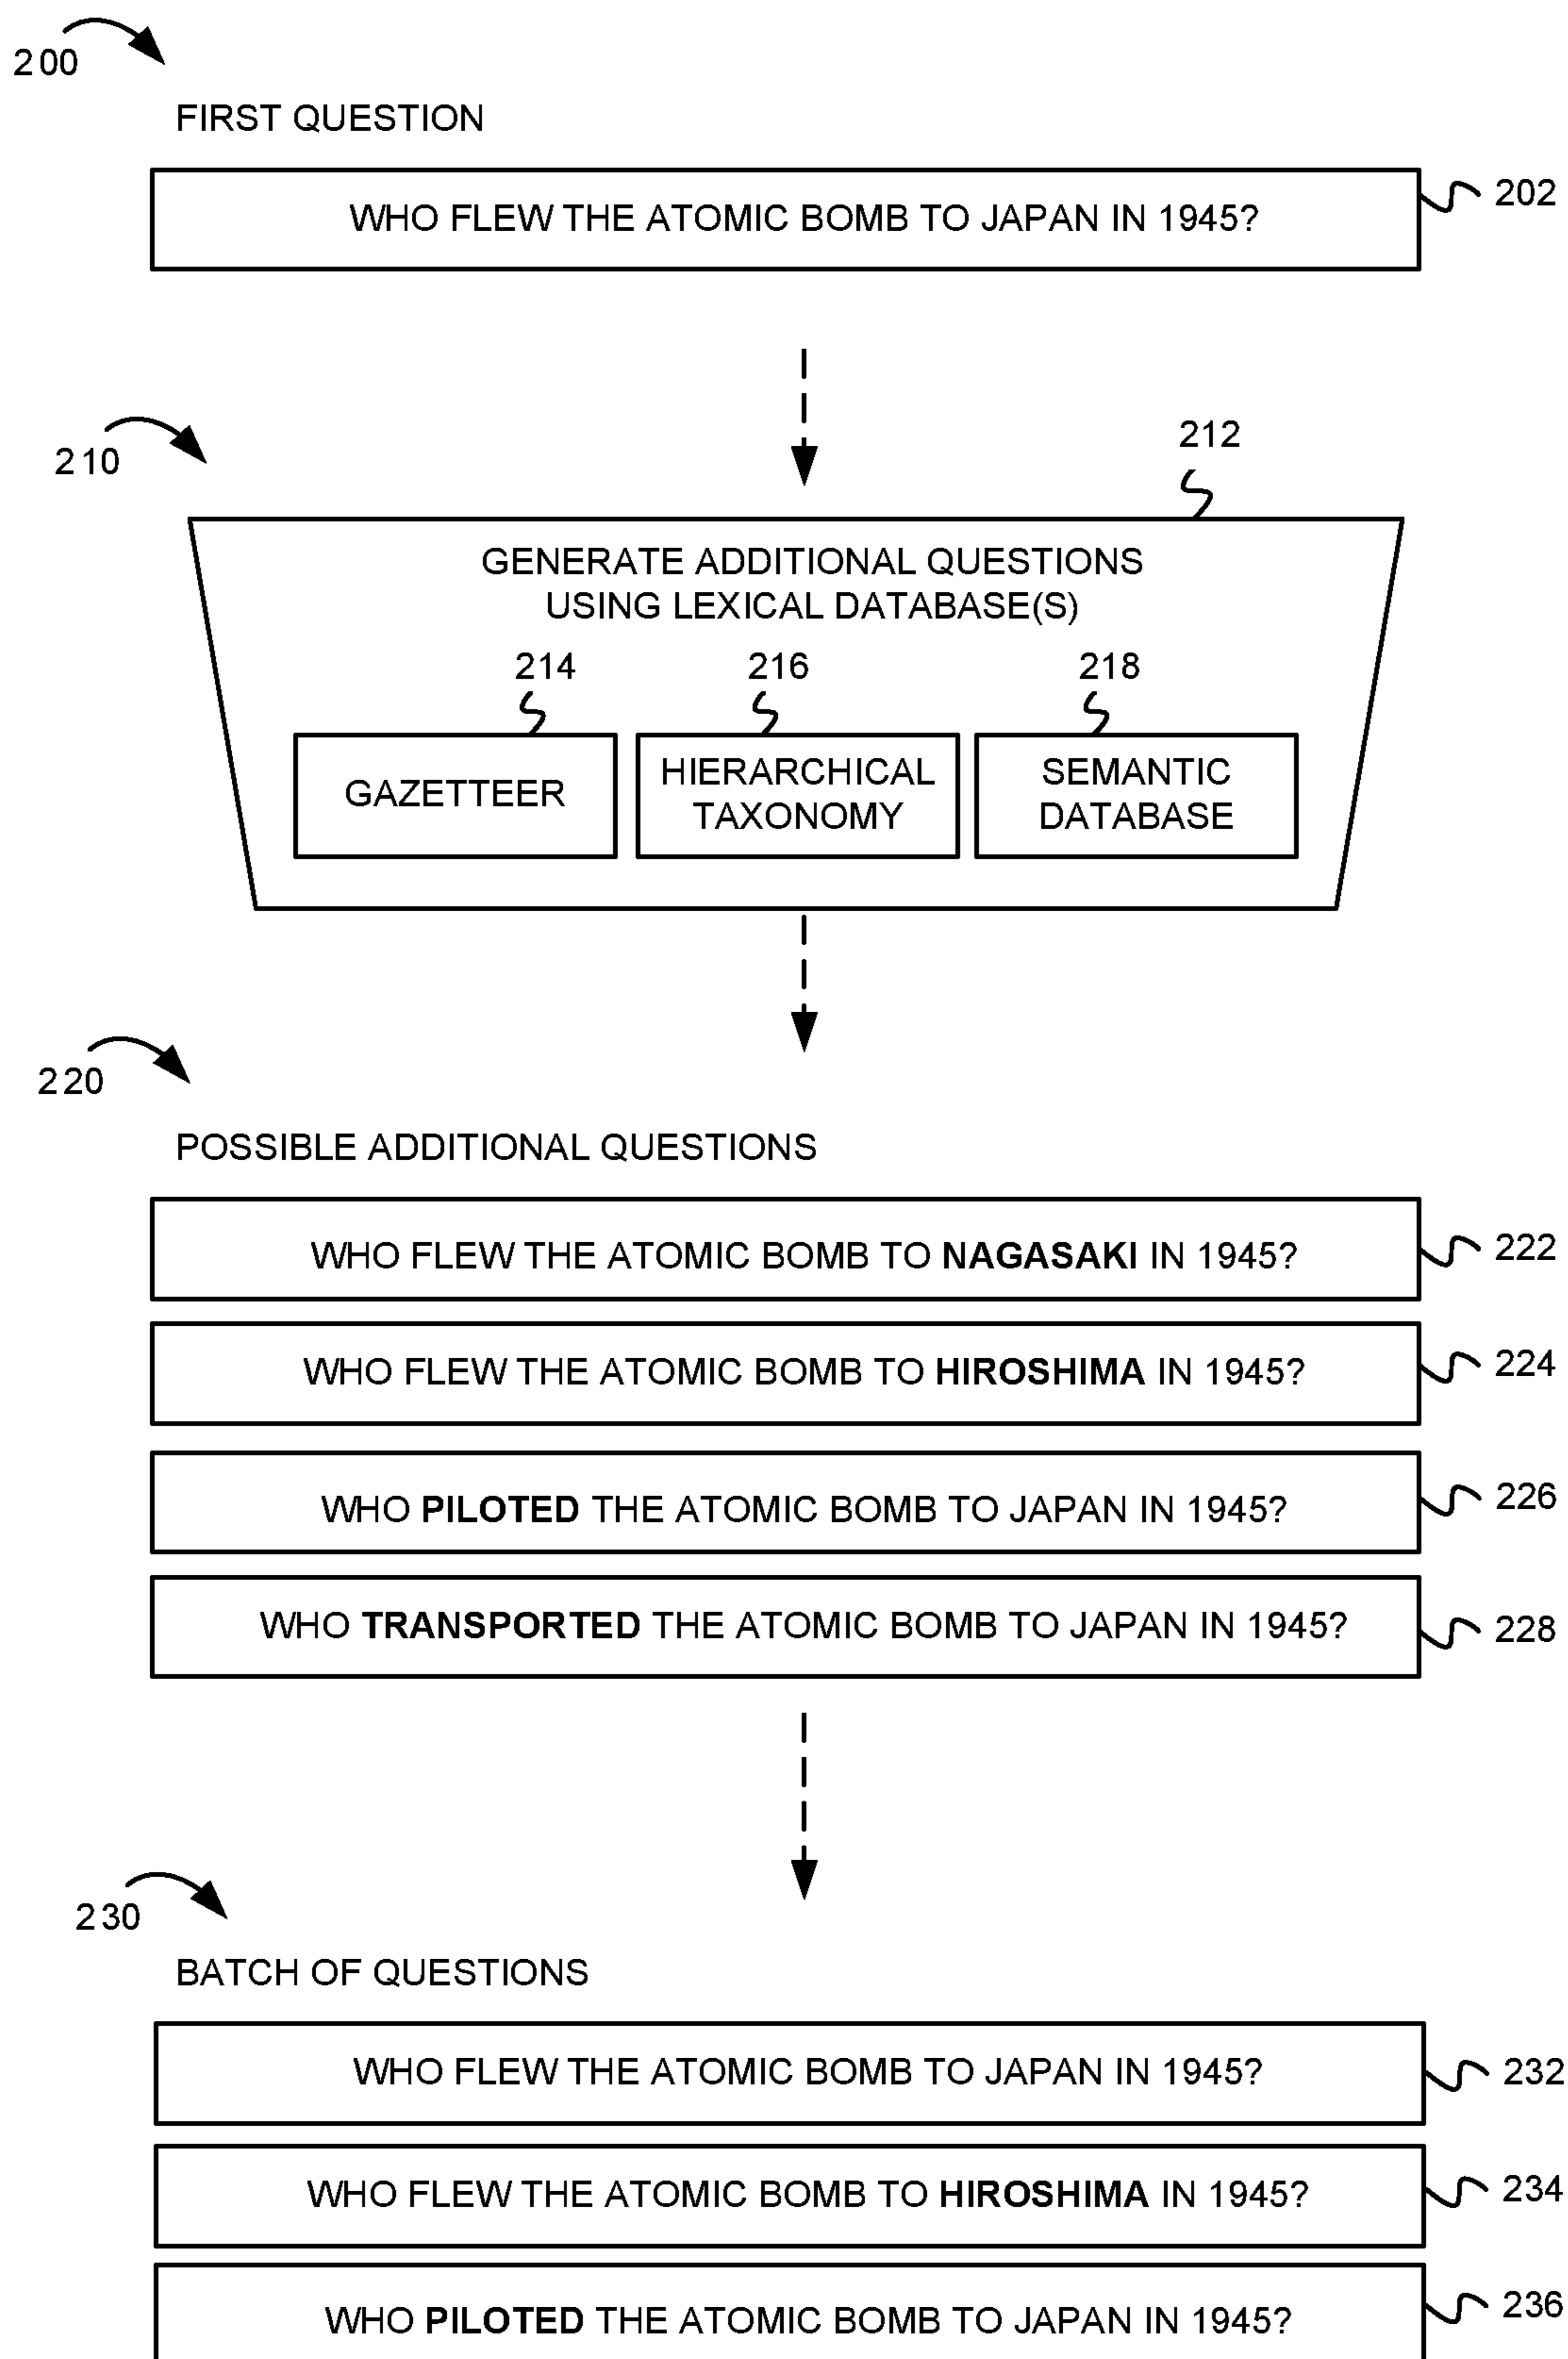 200
FIRST QUESTION
WHO FLEW THE ATOMIC BOMB TO JAPAN IN 1945?
202
210
212
GENERATE ADDITIONAL QUESTIONS
USING LEXICAL DATABASE(S)
214 216 218
GAZETTEER
HIERARCHICAL
TAXONOMY
SEMANTIC
DATABASE
220
POSSIBLE ADDITIONAL QUESTIONS
WHO FLEW THE ATOMIC BOMB TO NAGASAKI IN 1945?
222
WHO FLEW THE ATOMIC BOMB TO HIROSHIMA IN 1945?
224
WHO PILOTED THE ATOMIC BOMB TO JAPAN IN 1945?
226
WHO TRANSPORTED THE ATOMIC BOMB TO JAPAN IN 1945?
228
230
BATCH OF QUESTIONS
WHO FLEW THE ATOMIC BOMB TO JAPAN IN 1945?
232
WHO FLEW THE ATOMIC BOMB TO HIROSHIMA IN 1945?
234
WHO PILOTED THE ATOMIC BOMB TO JAPAN IN 1945?
236